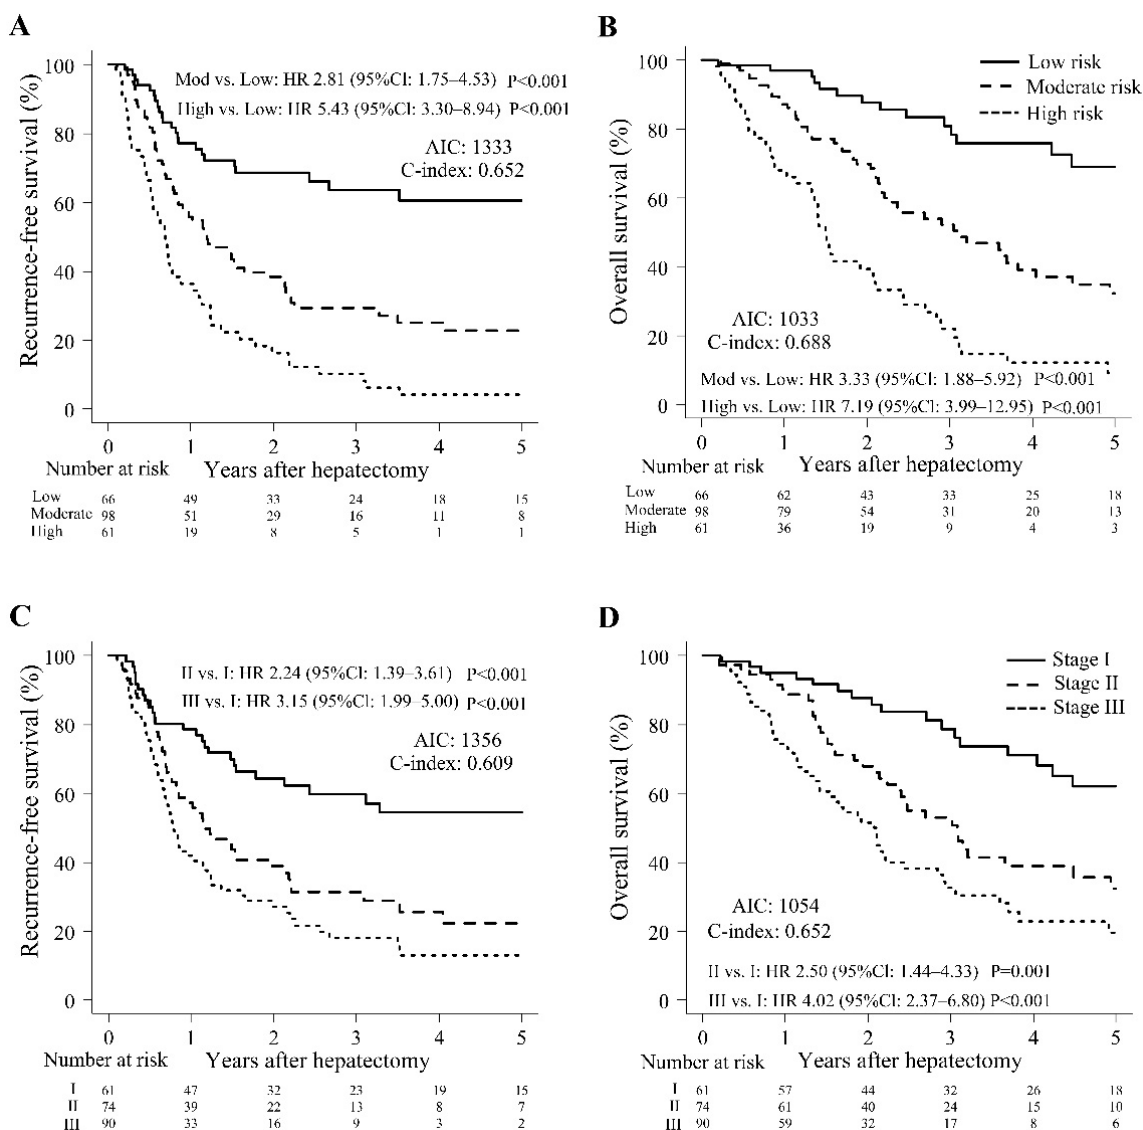 A
Recurrence-free survival (%)
100
80
60
40
20
0
Mod vs. Low: HR 2.81 (95%CI: 1.75–4.53) P<0.001
High vs. Low: HR 5.43 (95%CI: 3.30–8.94) P<0.001
AIC: 1333
C-index: 0.652
0 1 2 3 4 5
Number at risk Years after hepatectomy
Low 66 49 33 24 18 15
Moderate 98 51 29 16 11 8
High 61 19 8 5 1 1
B
Overall survival (%)
100
80
60
40
20
0
Low risk
Moderate risk
High risk
AIC: 1033
C-index: 0.688
Mod vs. Low: HR 3.33 (95%CI: 1.88–5.92) P<0.001
High vs. Low: HR 7.19 (95%CI: 3.99–12.95) P<0.001
0 1 2 3 4 5
Number at risk Years after hepatectomy
Low 66 62 43 33 25 18
Moderate 98 79 54 31 20 13
High 61 36 19 9 4 3
C
Recurrence-free survival (%)
100
80
60
40
20
0
II vs. I: HR 2.24 (95%CI: 1.39–3.61) P<0.001
III vs. I: HR 3.15 (95%CI: 1.99–5.00) P<0.001
AIC: 1356
C-index: 0.609
0 1 2 3 4 5
Number at risk Years after hepatectomy
I 61 47 32 23 19 15
II 74 39 22 13 8 7
III 90 33 16 9 3 2
D
Overall survival (%)
100
80
60
40
20
0
Stage I
Stage II
Stage III
AIC: 1054
C-index: 0.652
II vs. I: HR 2.50 (95%CI: 1.44–4.33) P=0.001
III vs. I: HR 4.02 (95%CI: 2.37–6.80) P<0.001
0 1 2 3 4 5
Number at risk Years after hepatectomy
I 61 57 44 32 26 18
II 74 61 40 24 15 10
III 90 59 32 17 8 6